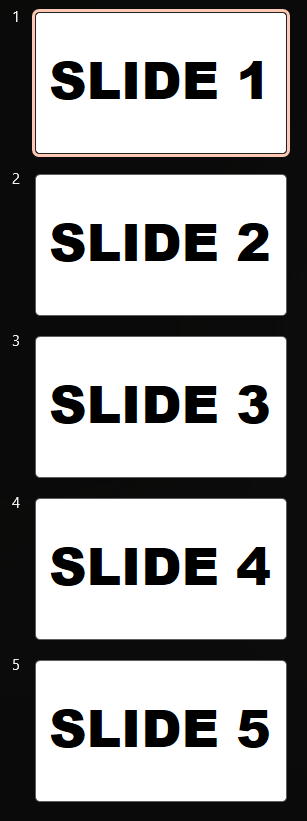 1
SLIDE 1
2
SLIDE 2
3
SLIDE 3
4
SLIDE 4
5
SLIDE 5